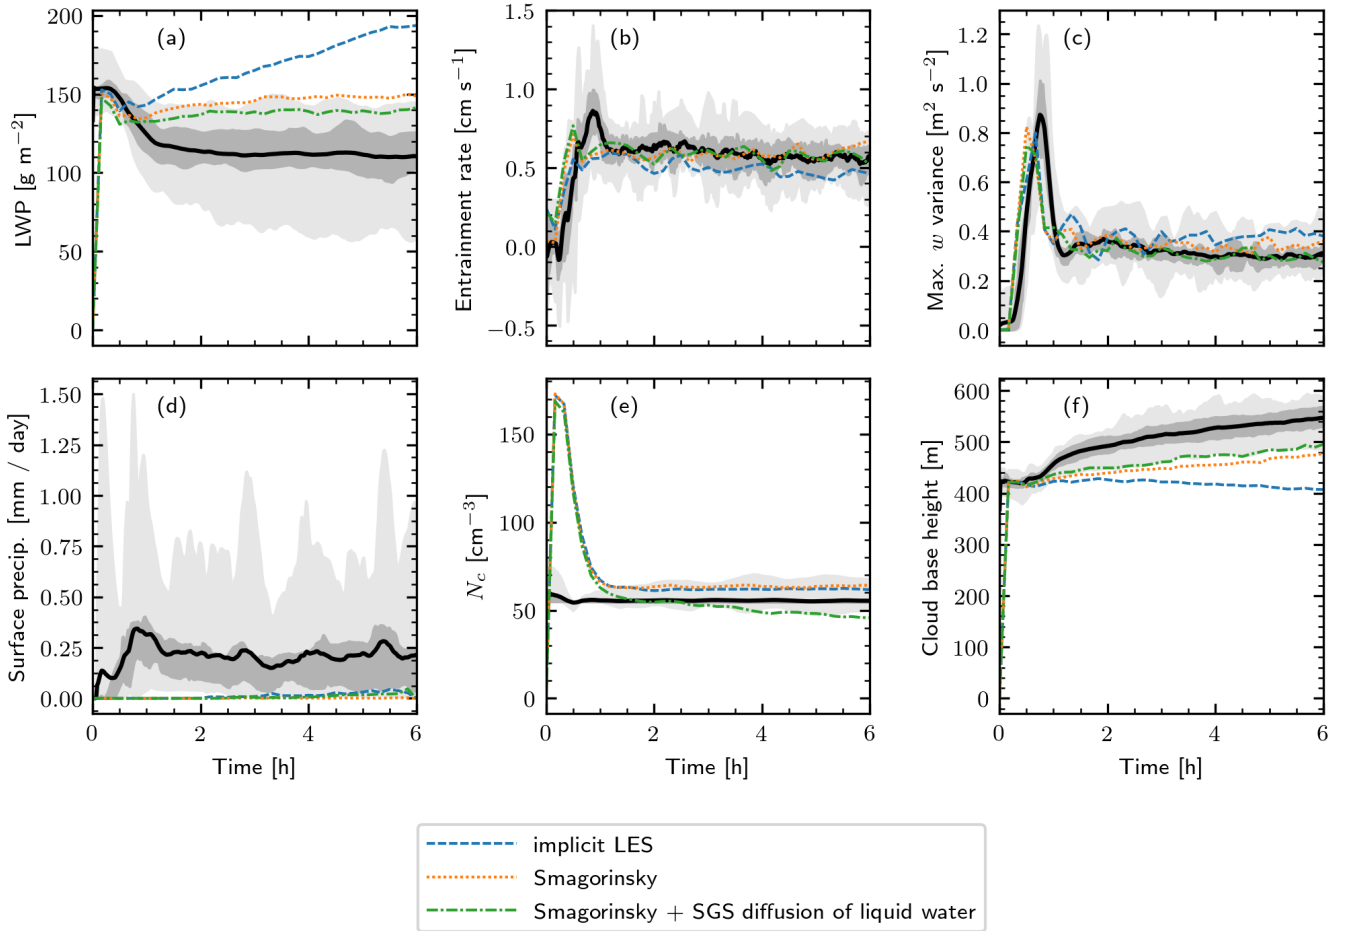 (a)
LWP [g m⁻²]
200
150
100
50
0
(b)
Entrainment rate [cm s⁻¹]
1.5
1.0
0.5
0.0
−0.5
(c)
Max. w variance [m² s⁻²]
1.2
1.0
0.8
0.6
0.4
0.2
0.0
(d)
Surface precip. [mm / day]
1.50
1.25
1.00
0.75
0.50
0.25
0.00
0 2 4 6
Time [h]
(e)
N_c [cm⁻³]
150
100
50
0
0 2 4 6
Time [h]
(f)
Cloud base height [m]
600
500
400
300
200
100
0
0 2 4 6
Time [h]
implicit LES
Smagorinsky
Smagorinsky + SGS diffusion of liquid water